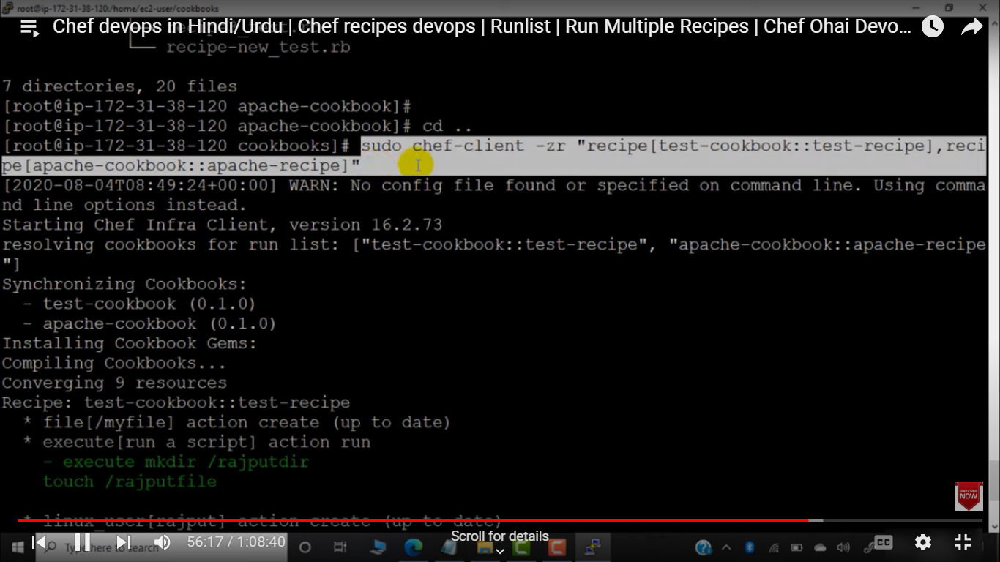 root@ip-172-31-38-120:/home/ec2-user/cookbooks
Chef devops in Hindi/Urdu | Chef recipes devops | Runlist | Run Multiple Recipes | Chef Ohai Devo...
recipe-new_test.rb
7 directories, 20 files
[root@ip-172-31-38-120 apache-cookbook]#
[root@ip-172-31-38-120 apache-cookbook]# cd ..
[root@ip-172-31-38-120 cookbooks]# sudo chef-client -zr "recipe[test-cookbook::test-recipe],reci
pe[apache-cookbook::apache-recipe]"
[2020-08-04T08:49:24+00:00] WARN: No config file found or specified on command line. Using comma
nd line options instead.
Starting Chef Infra Client, version 16.2.73
resolving cookbooks for run list: ["test-cookbook::test-recipe", "apache-cookbook::apache-recipe
"]
Synchronizing Cookbooks:
  - test-cookbook (0.1.0)
  - apache-cookbook (0.1.0)
Installing Cookbook Gems:
Compiling Cookbooks...
Converging 9 resources
Recipe: test-cookbook::test-recipe
  * file[/myfile] action create (up to date)
  * execute[run a script] action run
    - execute mkdir /rajputdir
    touch /rajputfile
SUBSCRIBE
NOW
  * linux_user[rajput] action create (up to date)
Scroll for details
Type here to search
56:17 / 1:08:40
CC